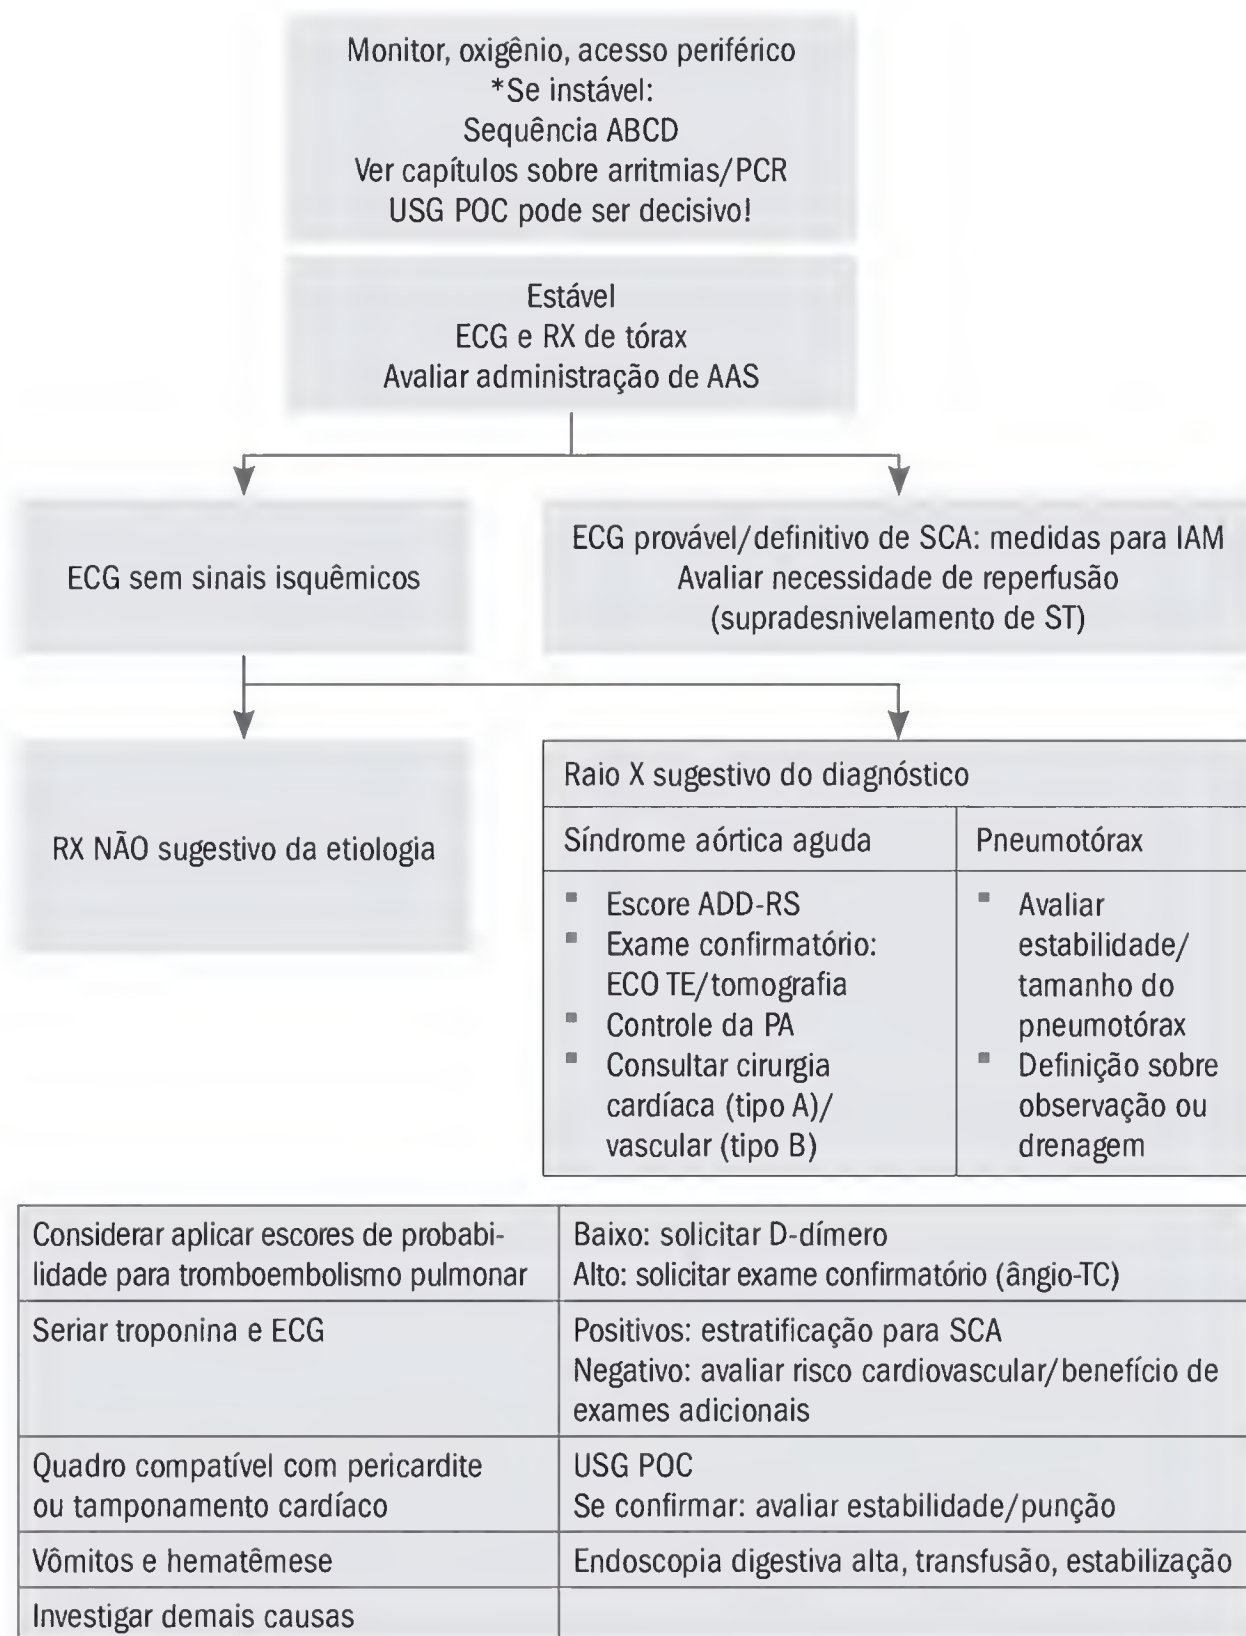 Monitor, oxigênio, acesso periférico
*Se instável:
Sequência ABCD
Ver capítulos sobre arritmias/PCR
USG POC pode ser decisivo!
Estável
ECG e RX de tórax
Avaliar administração de AAS
ECG sem sinais isquêmicos
ECG provável/definitivo de SCA: medidas para IAM
Avaliar necessidade de reperfusão
(supradesnivelamento de ST)
RX NÃO sugestivo da etiologia
Raio X sugestivo do diagnóstico
Síndrome aórtica aguda
▪ Escore ADD-RS
▪ Exame confirmatório:
ECO TE/tomografia
▪ Controle da PA
▪ Consultar cirurgia
cardíaca (tipo A)/
vascular (tipo B)
Pneumotórax
▪ Avaliar
estabilidade/
tamanho do
pneumotórax
▪ Definição sobre
observação ou
drenagem
Considerar aplicar escores de probabi-
lidade para tromboembolismo pulmonar
Baixo: solicitar D-dímero
Alto: solicitar exame confirmatório (ângio-TC)
Seriar troponina e ECG
Positivos: estratificação para SCA
Negativo: avaliar risco cardiovascular/benefício de
exames adicionais
Quadro compatível com pericardite
ou tamponamento cardíaco
USG POC
Se confirmar: avaliar estabilidade/punção
Vômitos e hematêmese
Endoscopia digestiva alta, transfusão, estabilização
Investigar demais causas